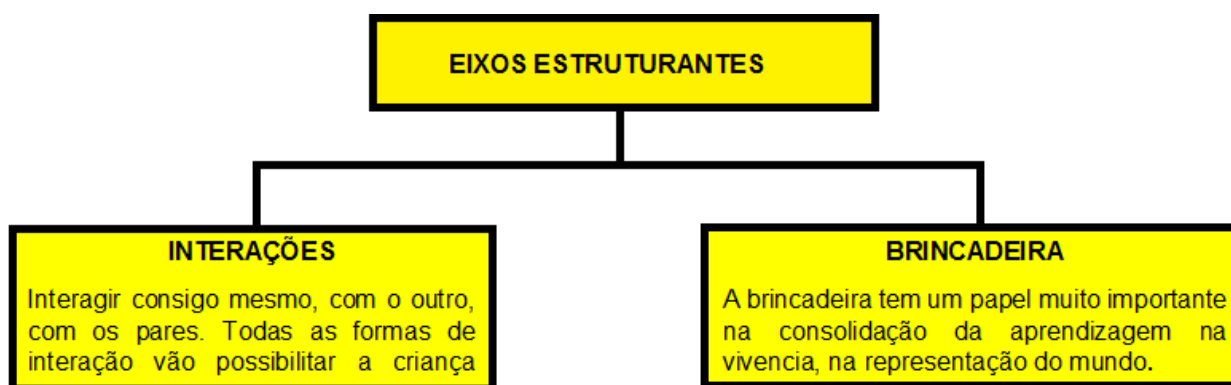 EIXOS ESTRUTURANTES
INTERAÇÕES
Interagir consigo mesmo, com o outro,
com os pares. Todas as formas de
interação vão possibilitar a criança
BRINCADEIRA
A brincadeira tem um papel muito importante
na consolidação da aprendizagem na
vivencia, na representação do mundo.